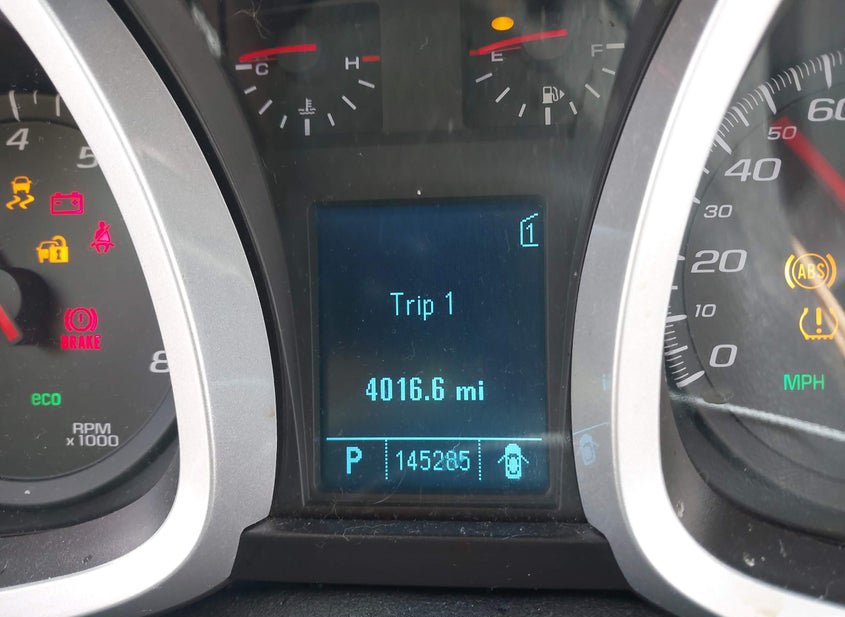 C H
E F
4
5
8
BRAKE
eco
RPM
x1000
1
Trip 1
4016.6 mi
P 145285
60
50
40
30
20
10
0
ABS
MPH